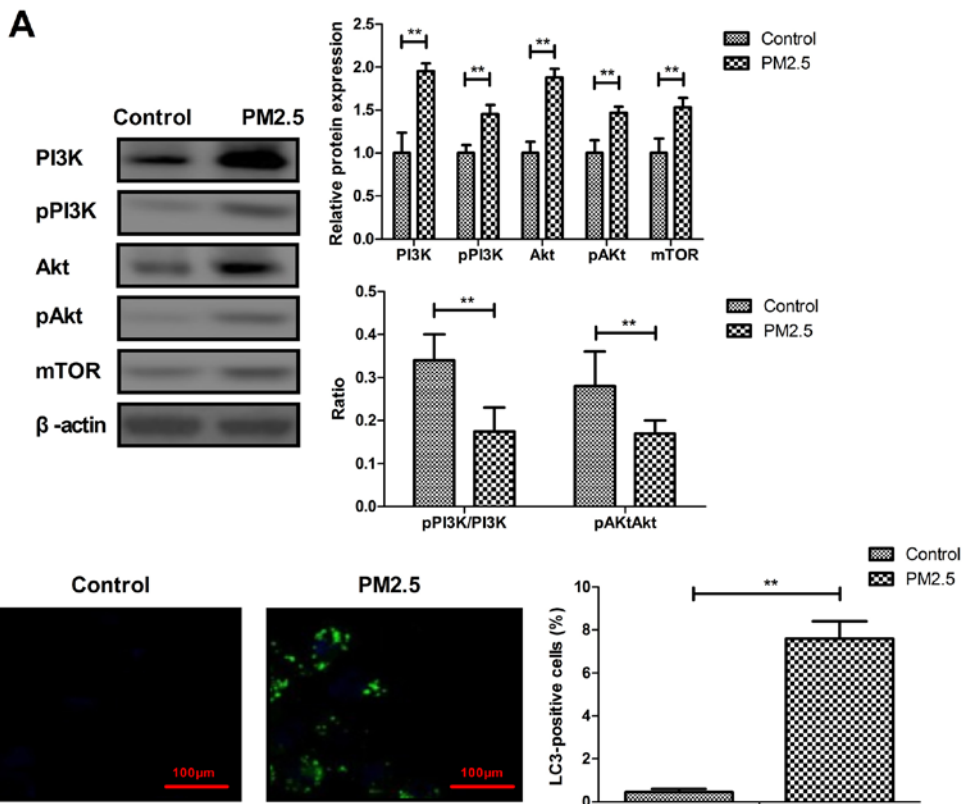 A
Control PM2.5
PI3K
pPI3K
Akt
pAkt
mTOR
β -actin
Relative protein expression
2.5
2.0
1.5
1.0
0.5
0.0
** ** ** ** **
PI3K pPI3K Akt pAKt mTOR
Control
PM2.5
Ratio
0.5
0.4
0.3
0.2
0.1
0.0
** **
pPI3K/PI3K pAKtAkt
Control
PM2.5
Control PM2.5
100μm 100μm
LC3-positive cells (%)
10
8
6
4
2
0
**
Control
PM2.5